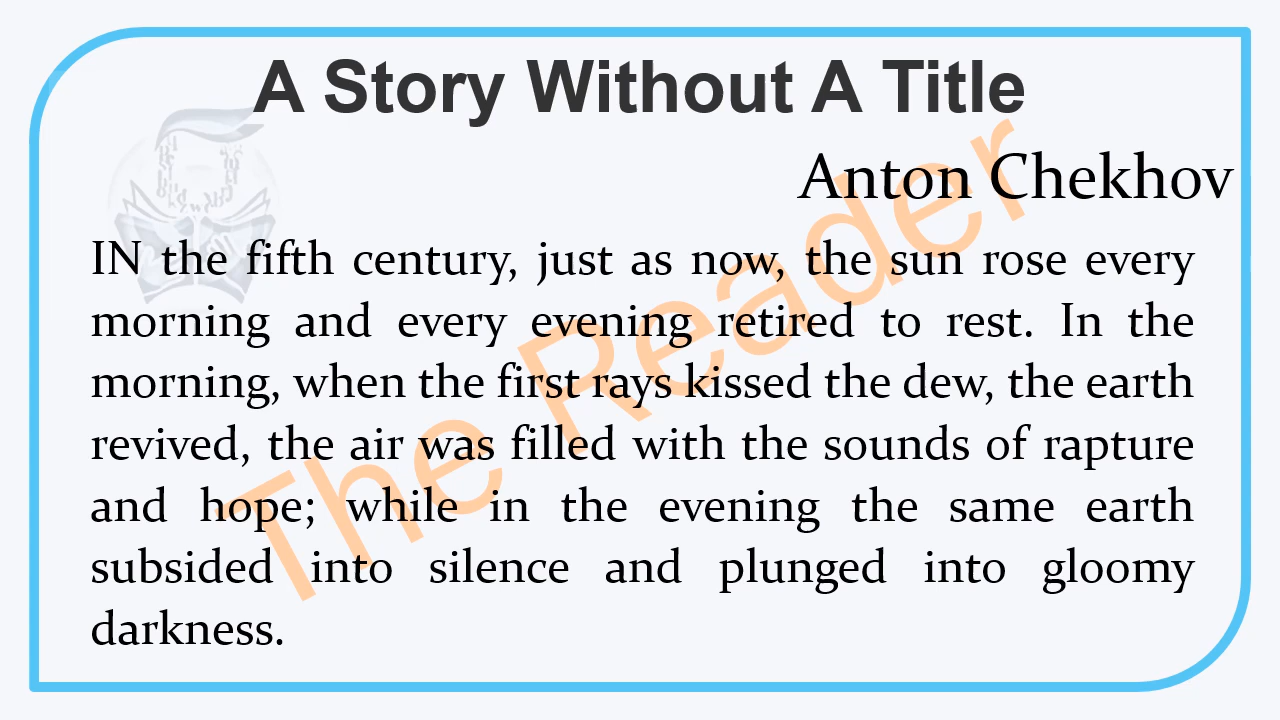 A Story Without A Title
Anton Chekhov
IN the fifth century, just as now, the sun rose every
morning and every evening retired to rest. In the
morning, when the first rays kissed the dew, the earth
revived, the air was filled with the sounds of rapture
and hope; while in the evening the same earth
subsided into silence and plunged into gloomy
darkness.
The Reader